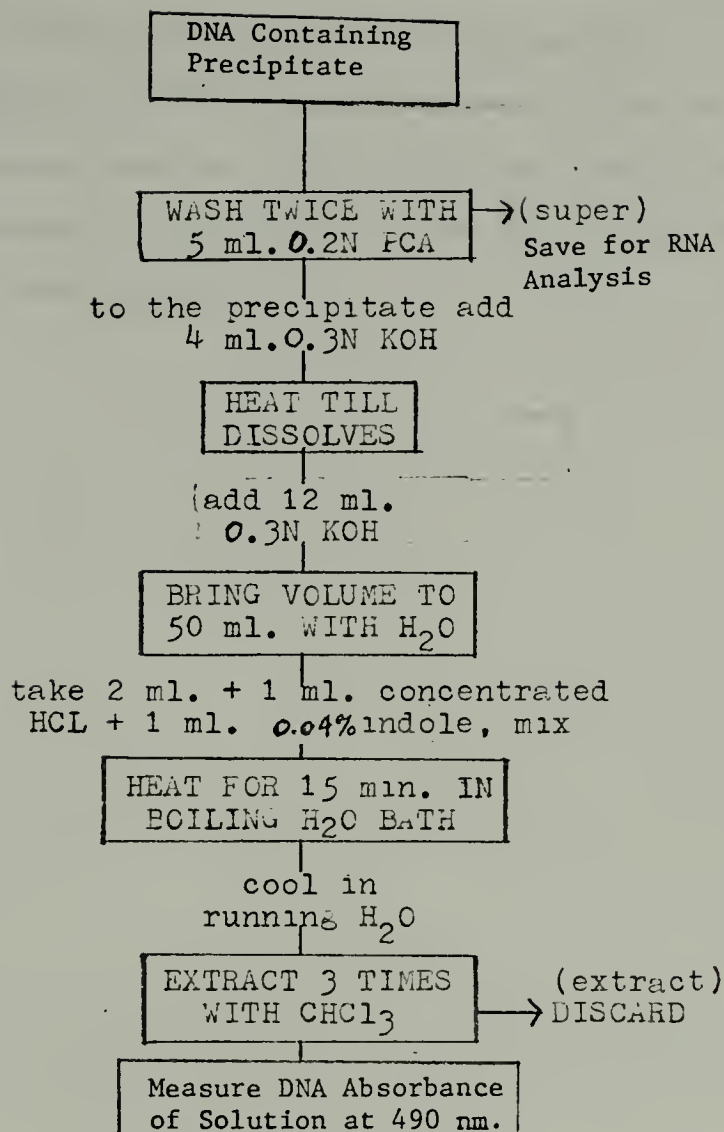 DNA Containing
Precipitate
WASH TWICE WITH
5 ml. 0.2N PCA
(super)
Save for RNA
Analysis
to the precipitate add
4 ml. 0.3N KOH
HEAT TILL
DISSOLVES
(add 12 ml.
0.3N KOH
BRING VOLUME TO
50 ml. WITH H2O
take 2 ml. + 1 ml. concentrated
HCL + 1 ml. 0.04% indole, mix
HEAT FOR 15 min. IN
BOILING H2O BATH
cool in
running H2O
EXTRACT 3 TIMES
WITH CHCl3
(extract)
DISCARD
Measure DNA Absorbance
of Solution at 490 nm.